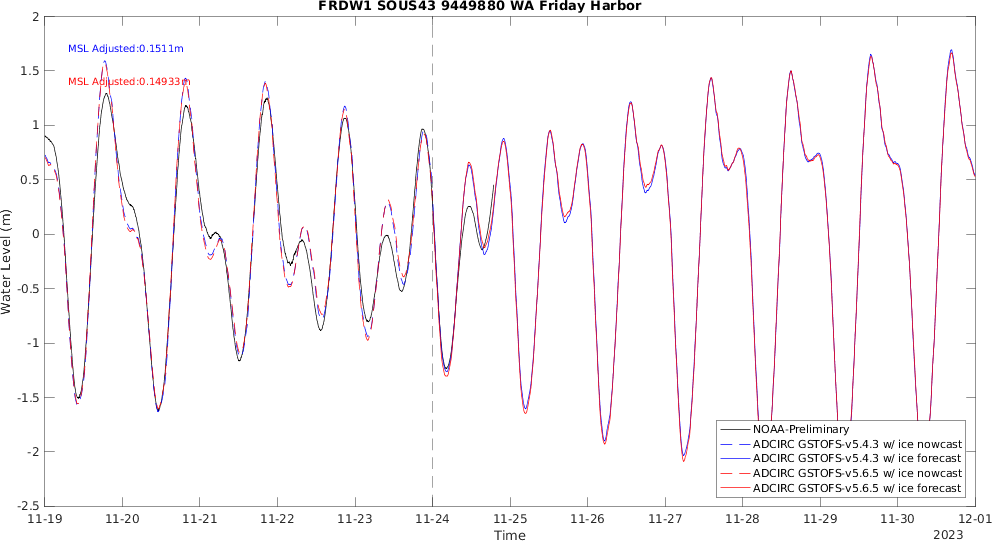 FRDW1 SOUS43 9449880 WA Friday Harbor
MSL Adjusted:0.1511m
MSL Adjusted:0.14933m
Water Level (m)
2
1.5
1
0.5
0
-0.5
-1
-1.5
-2
-2.5
NOAA-Preliminary
ADCIRC GSTOFS-v5.4.3 w/ ice nowcast
ADCIRC GSTOFS-v5.4.3 w/ ice forecast
ADCIRC GSTOFS-v5.6.5 w/ ice nowcast
ADCIRC GSTOFS-v5.6.5 w/ ice forecast
11-19 11-20 11-21 11-22 11-23 11-24 11-25 11-26 11-27 11-28 11-29 11-30 12-01
Time
2023